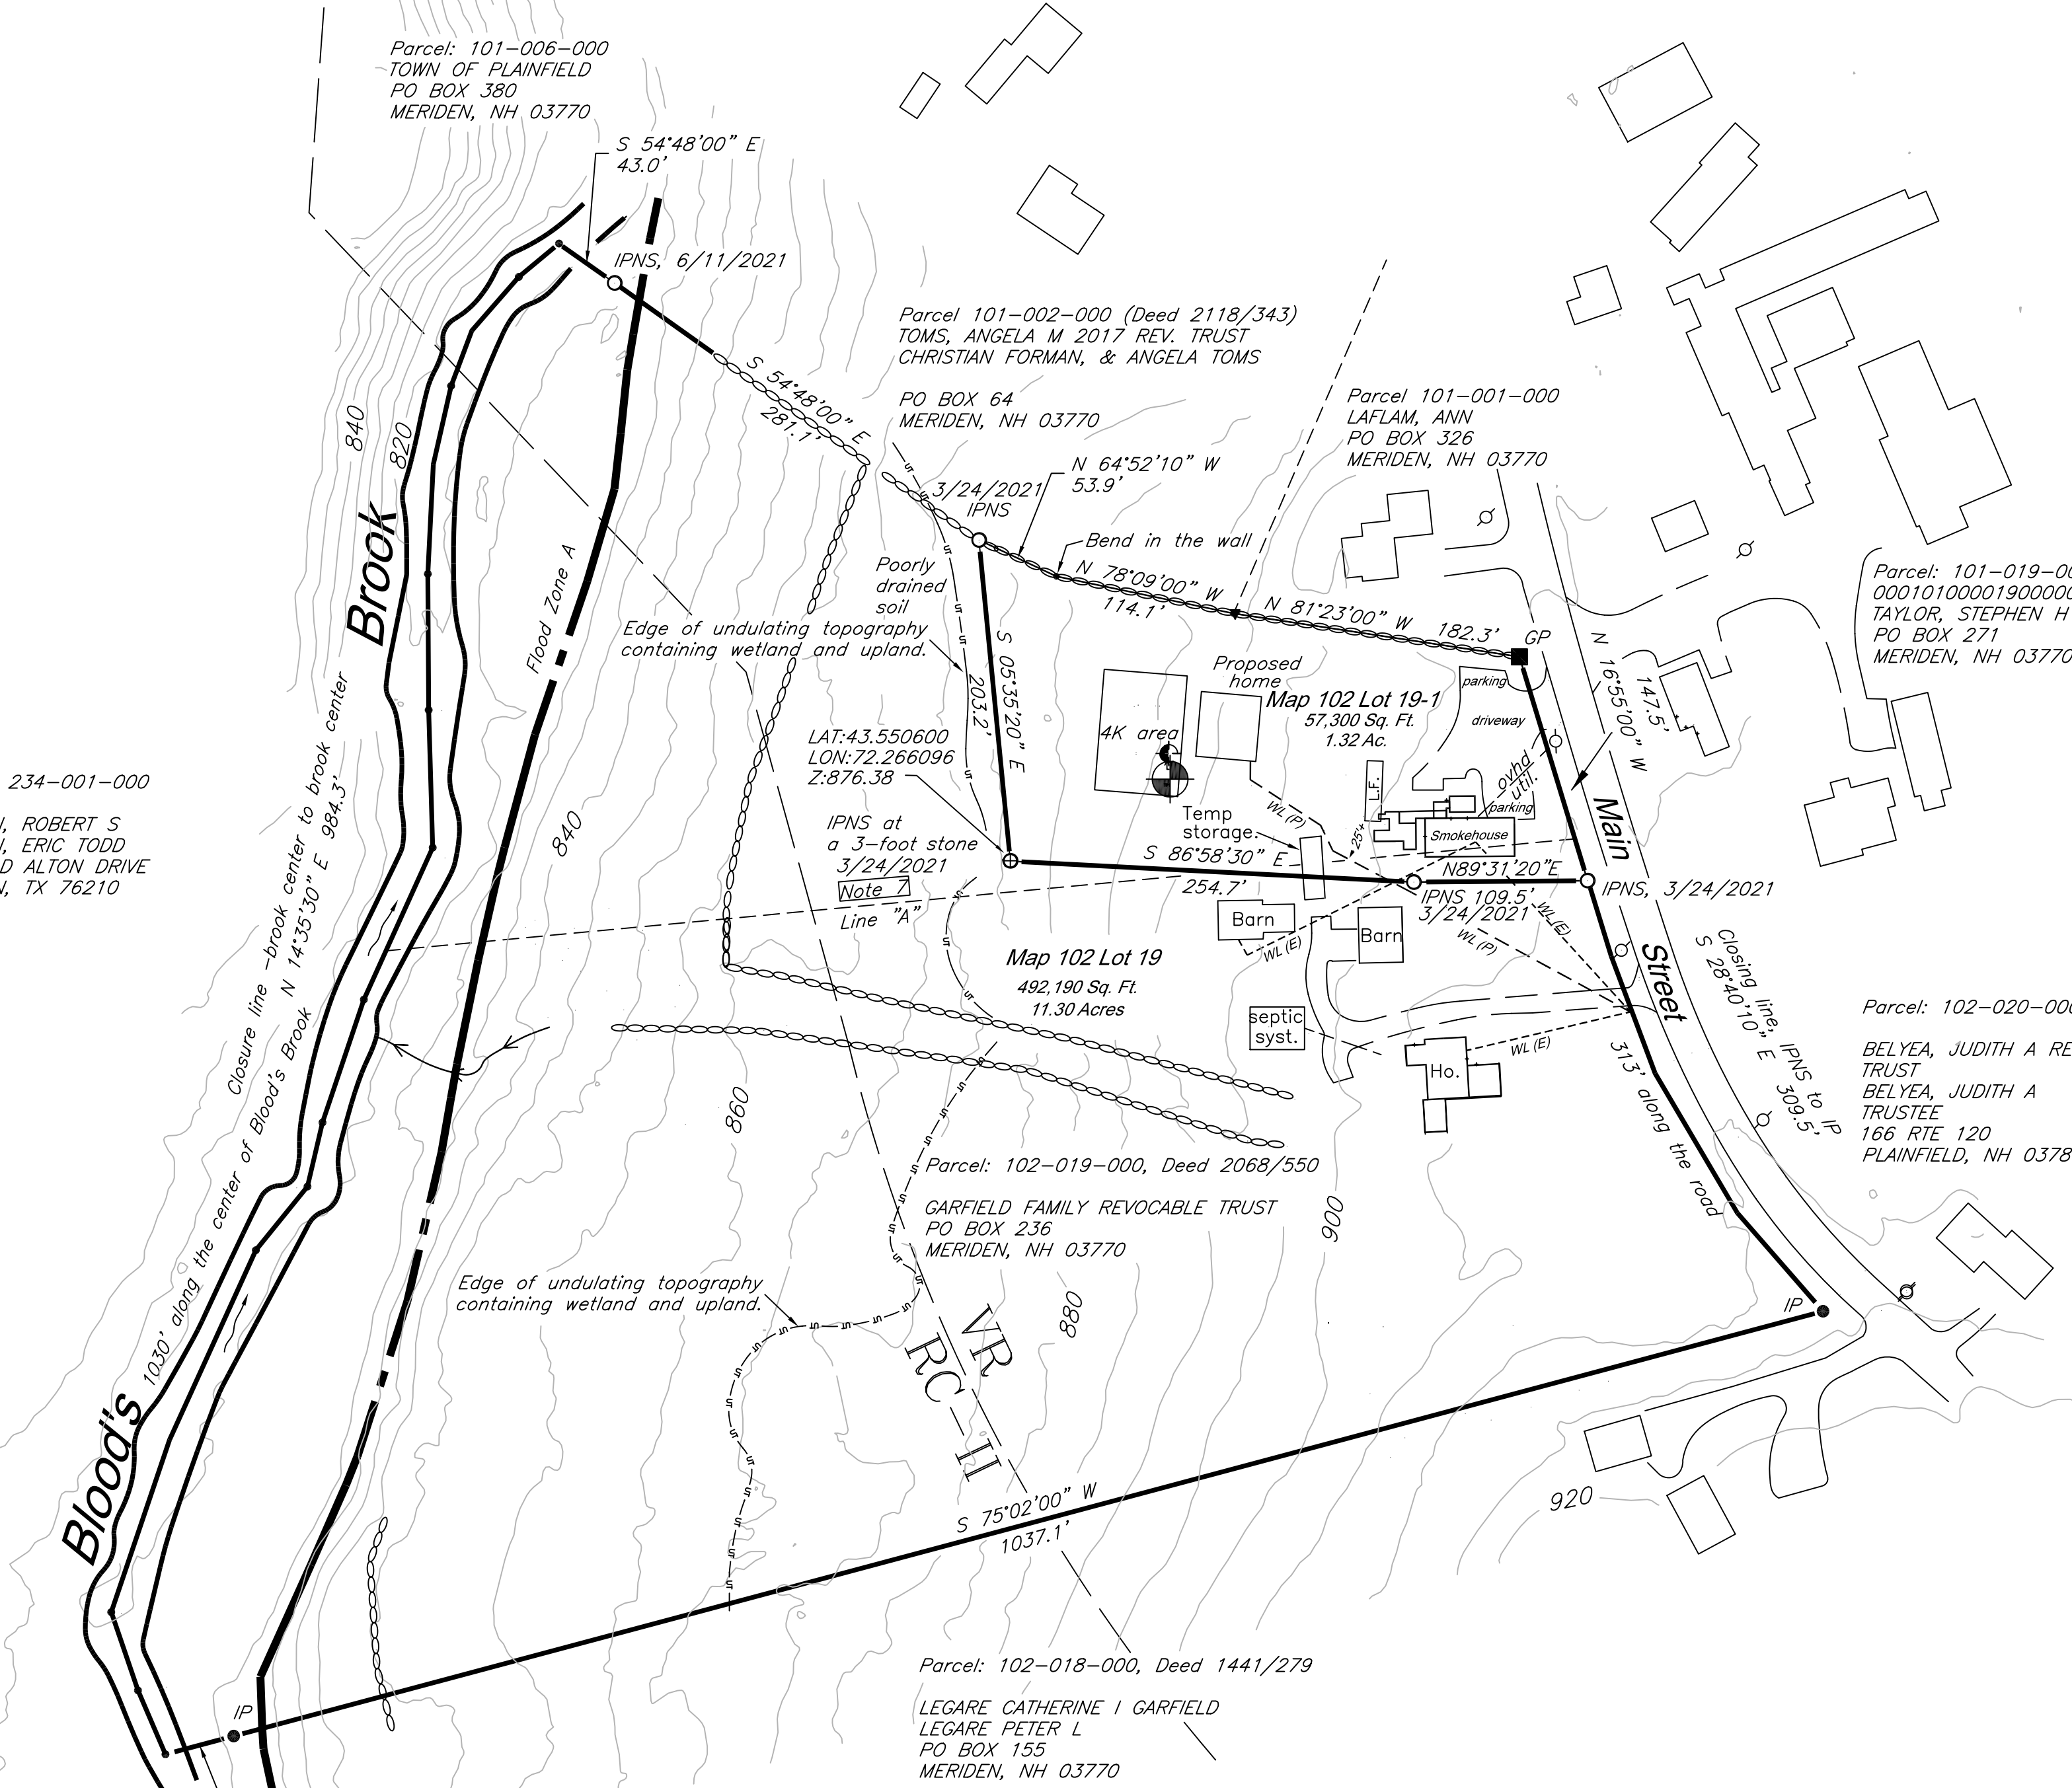 Parcel: 101-006-000
TOWN OF PLAINFIELD
PO BOX 380
MERIDEN, NH 03770
S 54°48'00" E
43.0'
IPNS, 6/11/2021
S 54°48'00" E
281.1'
Parcel 101-002-000 (Deed 2118/343)
TOMS, ANGELA M 2017 REV. TRUST
CHRISTIAN FORMAN, & ANGELA TOMS
PO BOX 64
MERIDEN, NH 03770
Parcel 101-001-000
LAFLAM, ANN
PO BOX 326
MERIDEN, NH 03770
840
820
N 64°52'10" W
53.9'
3/24/2021
IPNS
Bend in the wall
N 78°09'00" W
114.1'
N 81°23'00" W
182.3'
GP
Brook
Flood Zone A
Poorly
drained
soil
Edge of undulating topography
containing wetland and upland.
S 05°35'20" E
203.2'
N 16°55'00" W
147.5'
Parcel: 101-019-00
TAYLOR, STEPHEN H
PO BOX 271
MERIDEN, NH 03770
Proposed
home
Map 102 Lot 19-1
57,300 Sq. Ft.
1.32 Ac.
parking
driveway
4K area
LAT:43.550600
LON:72.266096
Z:876.38
ovhd
util.
L.F.
parking
Smokehouse
WL(P)
25'+
Temp
storage.
Main
234-001-000
, ROBERT S
, ERIC TODD
D ALTON DRIVE
N, TX 76210
840
IPNS at
a 3-foot stone
3/24/2021
Note 7
Line "A"
S 86°58'30" E
254.7'
N89°31'20"E
IPNS 109.5'
3/24/2021
IPNS, 3/24/2021
Barn
Barn
WL(E)
WL(P)
WL(E)
Street
Closing line, IPNS to IP
S 28°40'10" E 309.5'
Map 102 Lot 19
492,190 Sq. Ft.
11.30 Acres
septic
syst.
Ho.
WL(E)
313' along the road
Parcel: 102-020-000
BELYEA, JUDITH A RE
TRUST
BELYEA, JUDITH A
TRUSTEE
166 RTE 120
PLAINFIELD, NH 0378
Closure line -brook center to brook center
N 14°35'30" E 984.3'
1030' along the center of Blood's Brook
860
Parcel: 102-019-000, Deed 2068/550
GARFIELD FAMILY REVOCABLE TRUST
PO BOX 236
MERIDEN, NH 03770
900
Edge of undulating topography
containing wetland and upland.
VR
RC-II
880
IP
Blood's
S 75°02'00" W
1037.1'
920
IP
Parcel: 102-018-000, Deed 1441/279
LEGARE CATHERINE I GARFIELD
LEGARE PETER L
PO BOX 155
MERIDEN, NH 03770